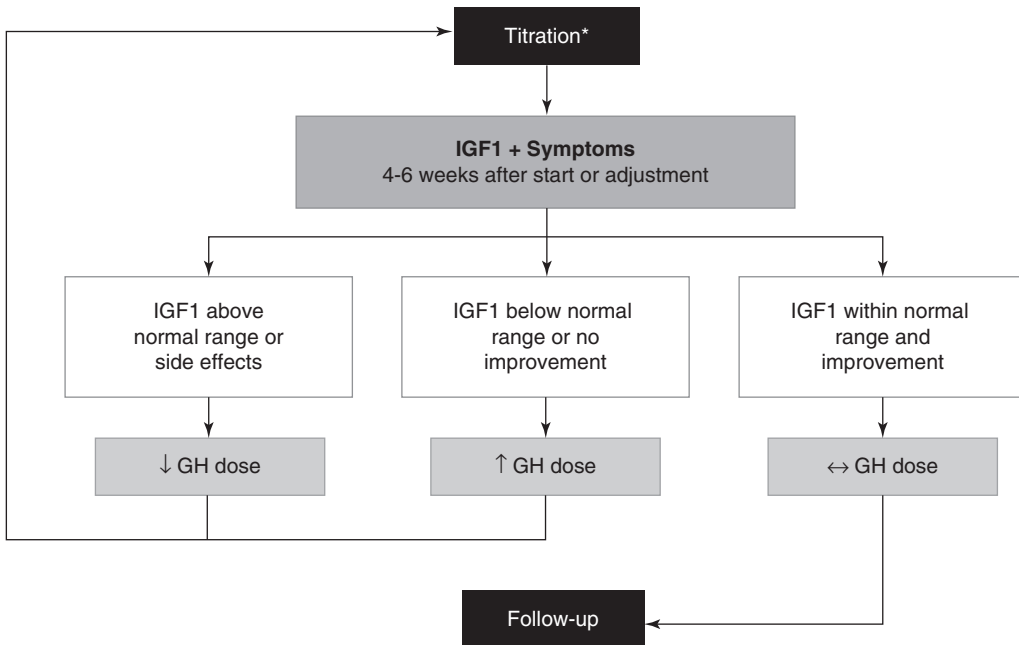 Titration*
IGF1 + Symptoms
4-6 weeks after start or adjustment
IGF1 above
normal range or
side effects
IGF1 below normal
range or no
improvement
IGF1 within normal
range and
improvement
↓ GH dose
↑ GH dose
↔ GH dose
Follow-up